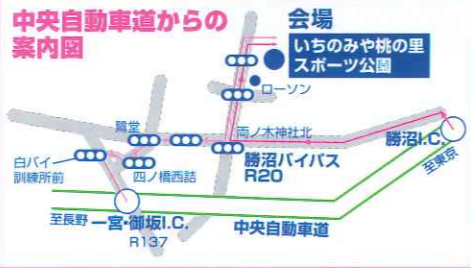 中央自動車道からの
案内図
会場
いちのみや桃の里
スポーツ公園
ローソン
鵞堂
両ノ木神社北
勝沼I.C.
至東京
白バイ
訓練所前
四ノ橋西詰
勝沼バイパス
R20
至長野
一宮・御坂I.C.
R137
中央自動車道